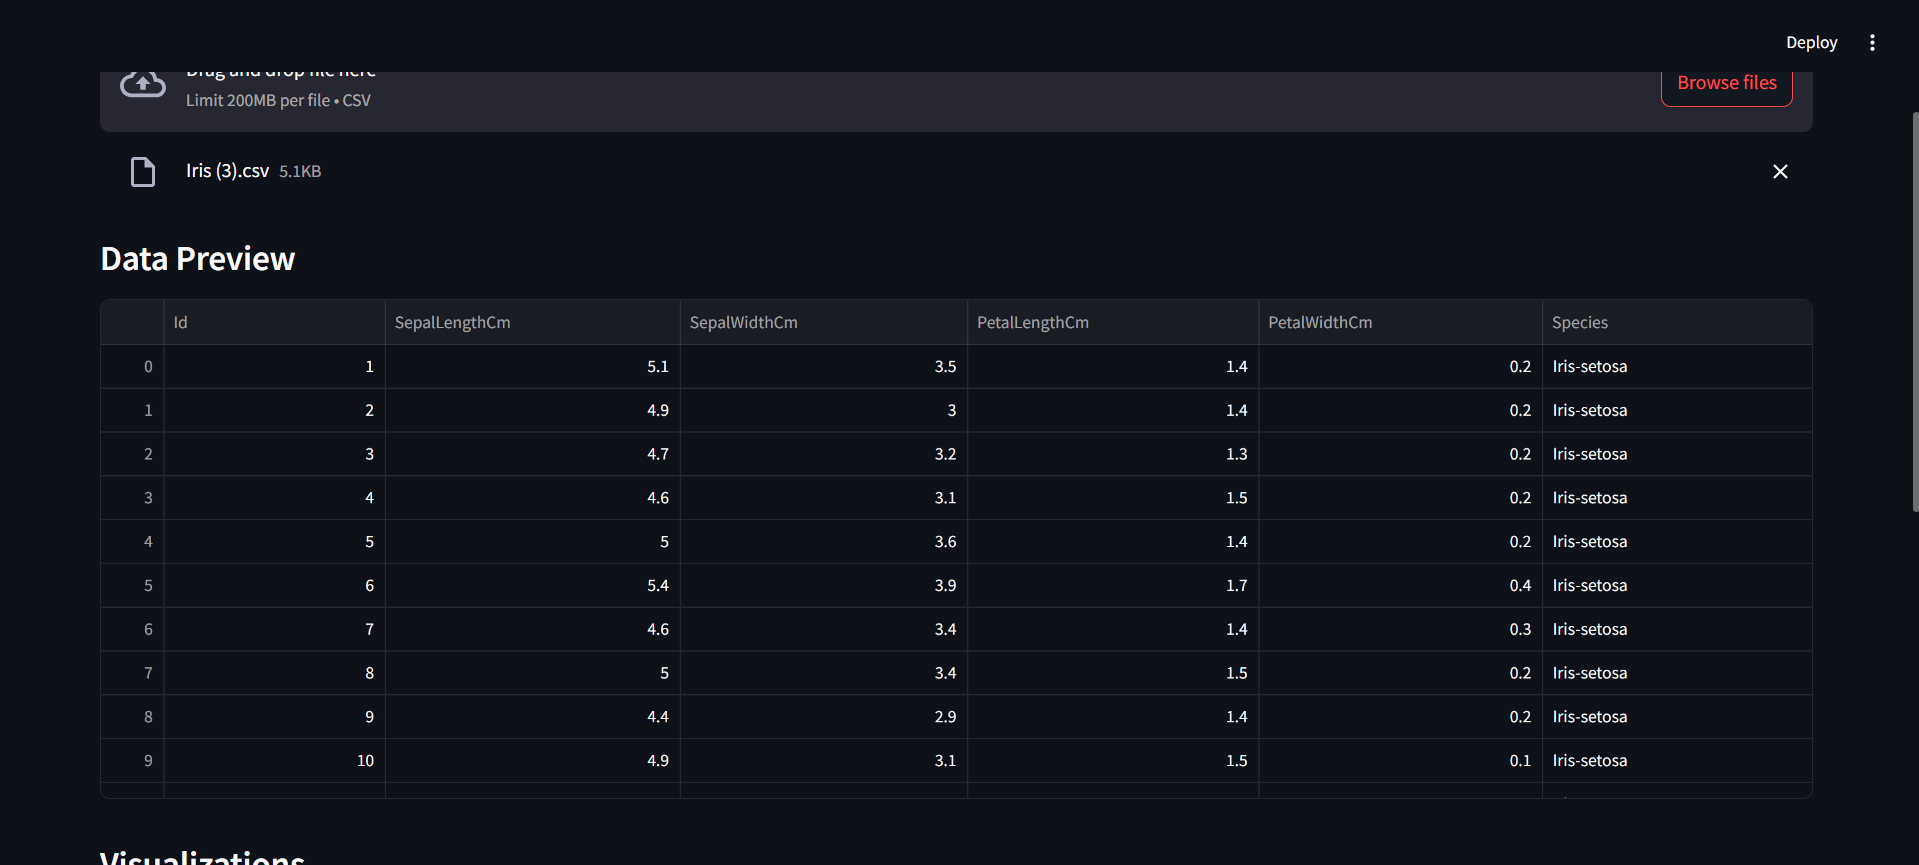 Deploy
Drag and drop file here
Limit 200MB per file • CSV
Browse files
Iris (3).csv 5.1KB
Data Preview
Id SepalLengthCm SepalWidthCm PetalLengthCm PetalWidthCm Species
0 1 5.1 3.5 1.4 0.2 Iris-setosa
1 2 4.9 3 1.4 0.2 Iris-setosa
2 3 4.7 3.2 1.3 0.2 Iris-setosa
3 4 4.6 3.1 1.5 0.2 Iris-setosa
4 5 5 3.6 1.4 0.2 Iris-setosa
5 6 5.4 3.9 1.7 0.4 Iris-setosa
6 7 4.6 3.4 1.4 0.3 Iris-setosa
7 8 5 3.4 1.5 0.2 Iris-setosa
8 9 4.4 2.9 1.4 0.2 Iris-setosa
9 10 4.9 3.1 1.5 0.1 Iris-setosa
Visualizations